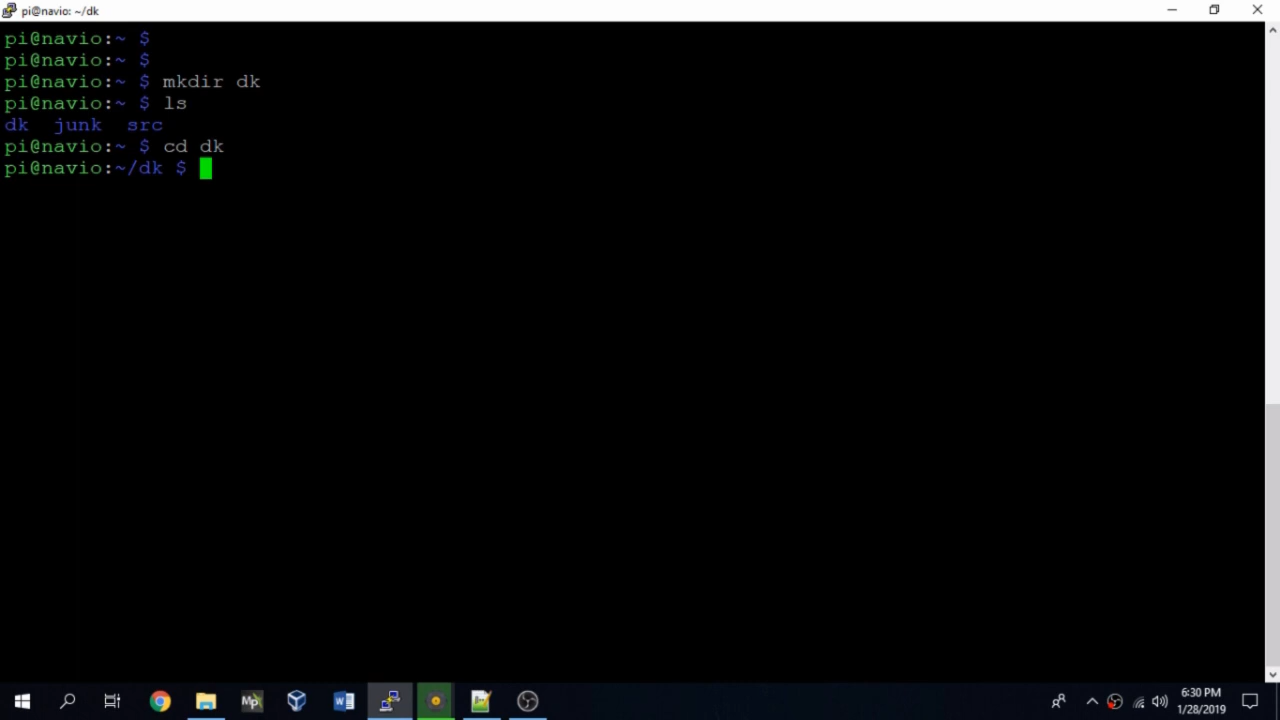 pi@navio: ~/dk
pi@navio:~ $
pi@navio:~ $
pi@navio:~ $ mkdir dk
pi@navio:~ $ ls
dk junk src
pi@navio:~ $ cd dk
pi@navio:~/dk $
Mp
W
6:30 PM
1/28/2019